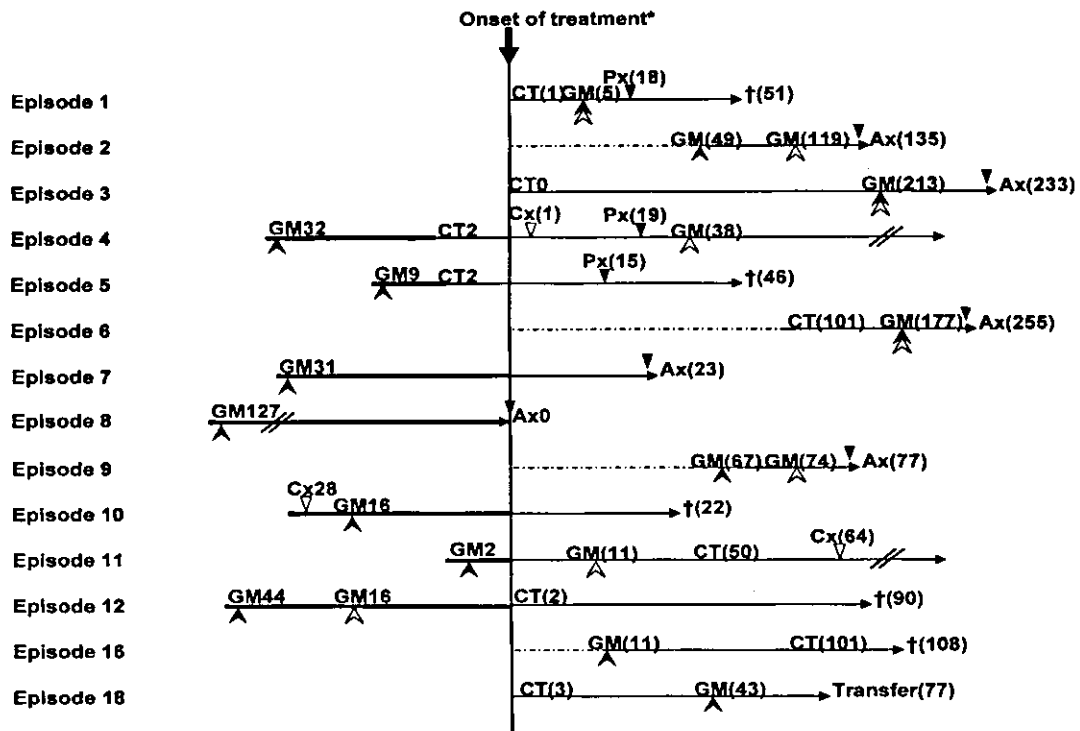 Onset of treatment*
Px(18)
Episode 1 CT(1)GM(5) †(51)
Episode 2 GM(49) GM(119) Ax(135)
Episode 3 CT0 GM(213) Ax(233)
Cx(1) Px(19)
Episode 4 GM32 CT2 GM(38)
Px(15)
Episode 5 GM9 CT2 †(46)
Episode 6 CT(101) GM(177) Ax(255)
Episode 7 GM31 Ax(23)
Episode 8 GM127 Ax0
Episode 9 GM(67) GM(74) Ax(77)
Cx28
Episode 10 GM16 †(22)
Cx(64)
Episode 11 GM2 GM(11) CT(50)
Episode 12 GM44 GM16 CT(2) †(90)
Episode 16 GM(11) CT(101) †(108)
Episode 18 CT(3) GM(43) Transfer(77)